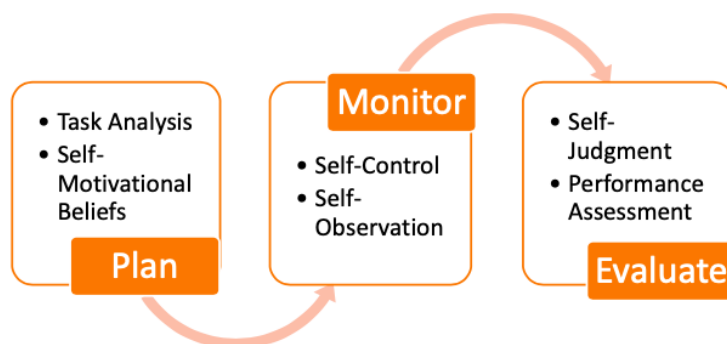 • Task Analysis
• Self-
Motivational
Beliefs
Plan
Monitor
• Self-Control
• Self-
Observation
• Self-
Judgment
• Performance
Assessment
Evaluate